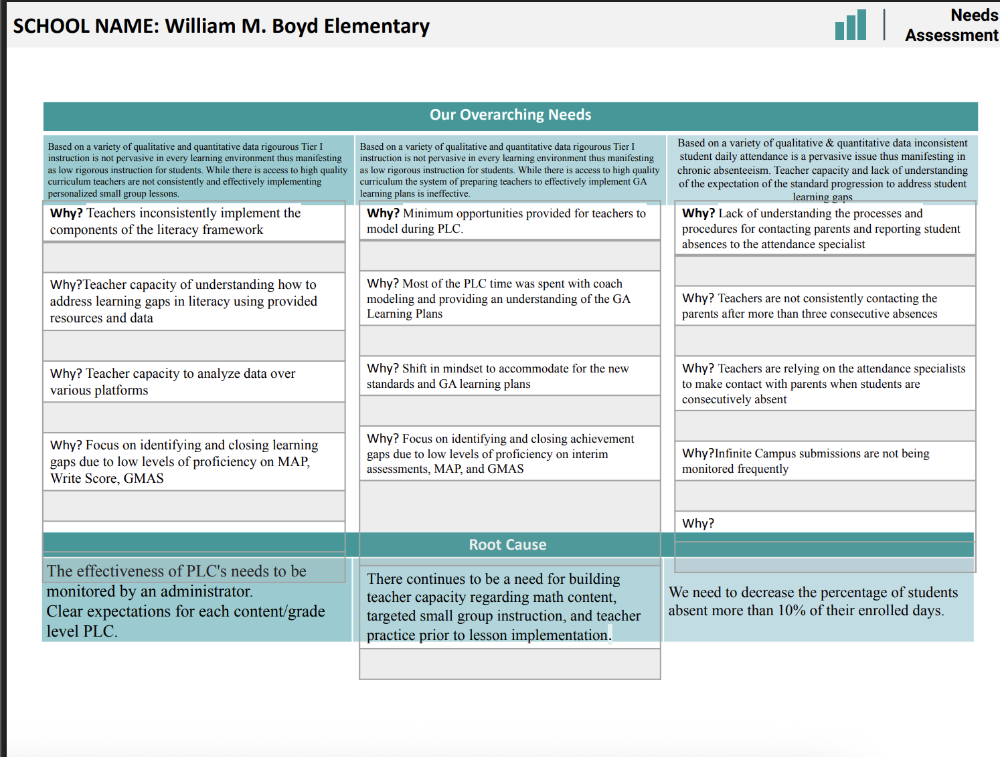 SCHOOL NAME: William M. Boyd Elementary
Needs
Assessment
Our Overarching Needs
Based on a variety of qualitative and quantitative data rigourous Tier I
instruction is not pervasive in every learning environment thus manifesting
as low rigorous instruction for students. While there is access to high quality
curriculum teachers are not consistently and effectively implementing
personalized small group lessons.
Why? Teachers inconsistently implement the
components of the literacy framework
Why?Teacher capacity of understanding how to
address learning gaps in literacy using provided
resources and data
Why? Teacher capacity to analyze data over
various platforms
Why? Focus on identifying and closing learning
gaps due to low levels of proficiency on MAP,
Write Score, GMAS
Based on a variety of qualitative and quantitative data rigourous Tier I
instruction is not pervasive in every learning environment thus manifesting
as low rigorous instruction for students. While there is access to high quality
curriculum the system of preparing teachers to effectively implement GA
learning plans is ineffective.
Why? Minimum opportunities provided for teachers to
model during PLC.
Why? Most of the PLC time was spent with coach
modeling and providing an understanding of the GA
Learning Plans
Why? Shift in mindset to accommodate for the new
standards and GA learning plans
Why? Focus on identifying and closing achievement
gaps due to low levels of proficiency on interim
assessments, MAP, and GMAS
Based on a variety of qualitative & quantitative data inconsistent
student daily attendance is a pervasive issue thus manifesting in
chronic absenteeism. Teacher capacity and lack of understanding
of the expectation of the standard progression to address student
learning gaps
Why? Lack of understanding the processes and
procedures for contacting parents and reporting student
absences to the attendance specialist
Why? Teachers are not consistently contacting the
parents after more than three consecutive absences
Why? Teachers are relying on the attendance specialists
to make contact with parents when students are
consecutively absent
Why?Infinite Campus submissions are not being
monitored frequently
Why?
Root Cause
The effectiveness of PLC's needs to be
monitored by an administrator.
Clear expectations for each content/grade
level PLC.
There continues to be a need for building
teacher capacity regarding math content,
targeted small group instruction, and teacher
practice prior to lesson implementation.
We need to decrease the percentage of students
absent more than 10% of their enrolled days.